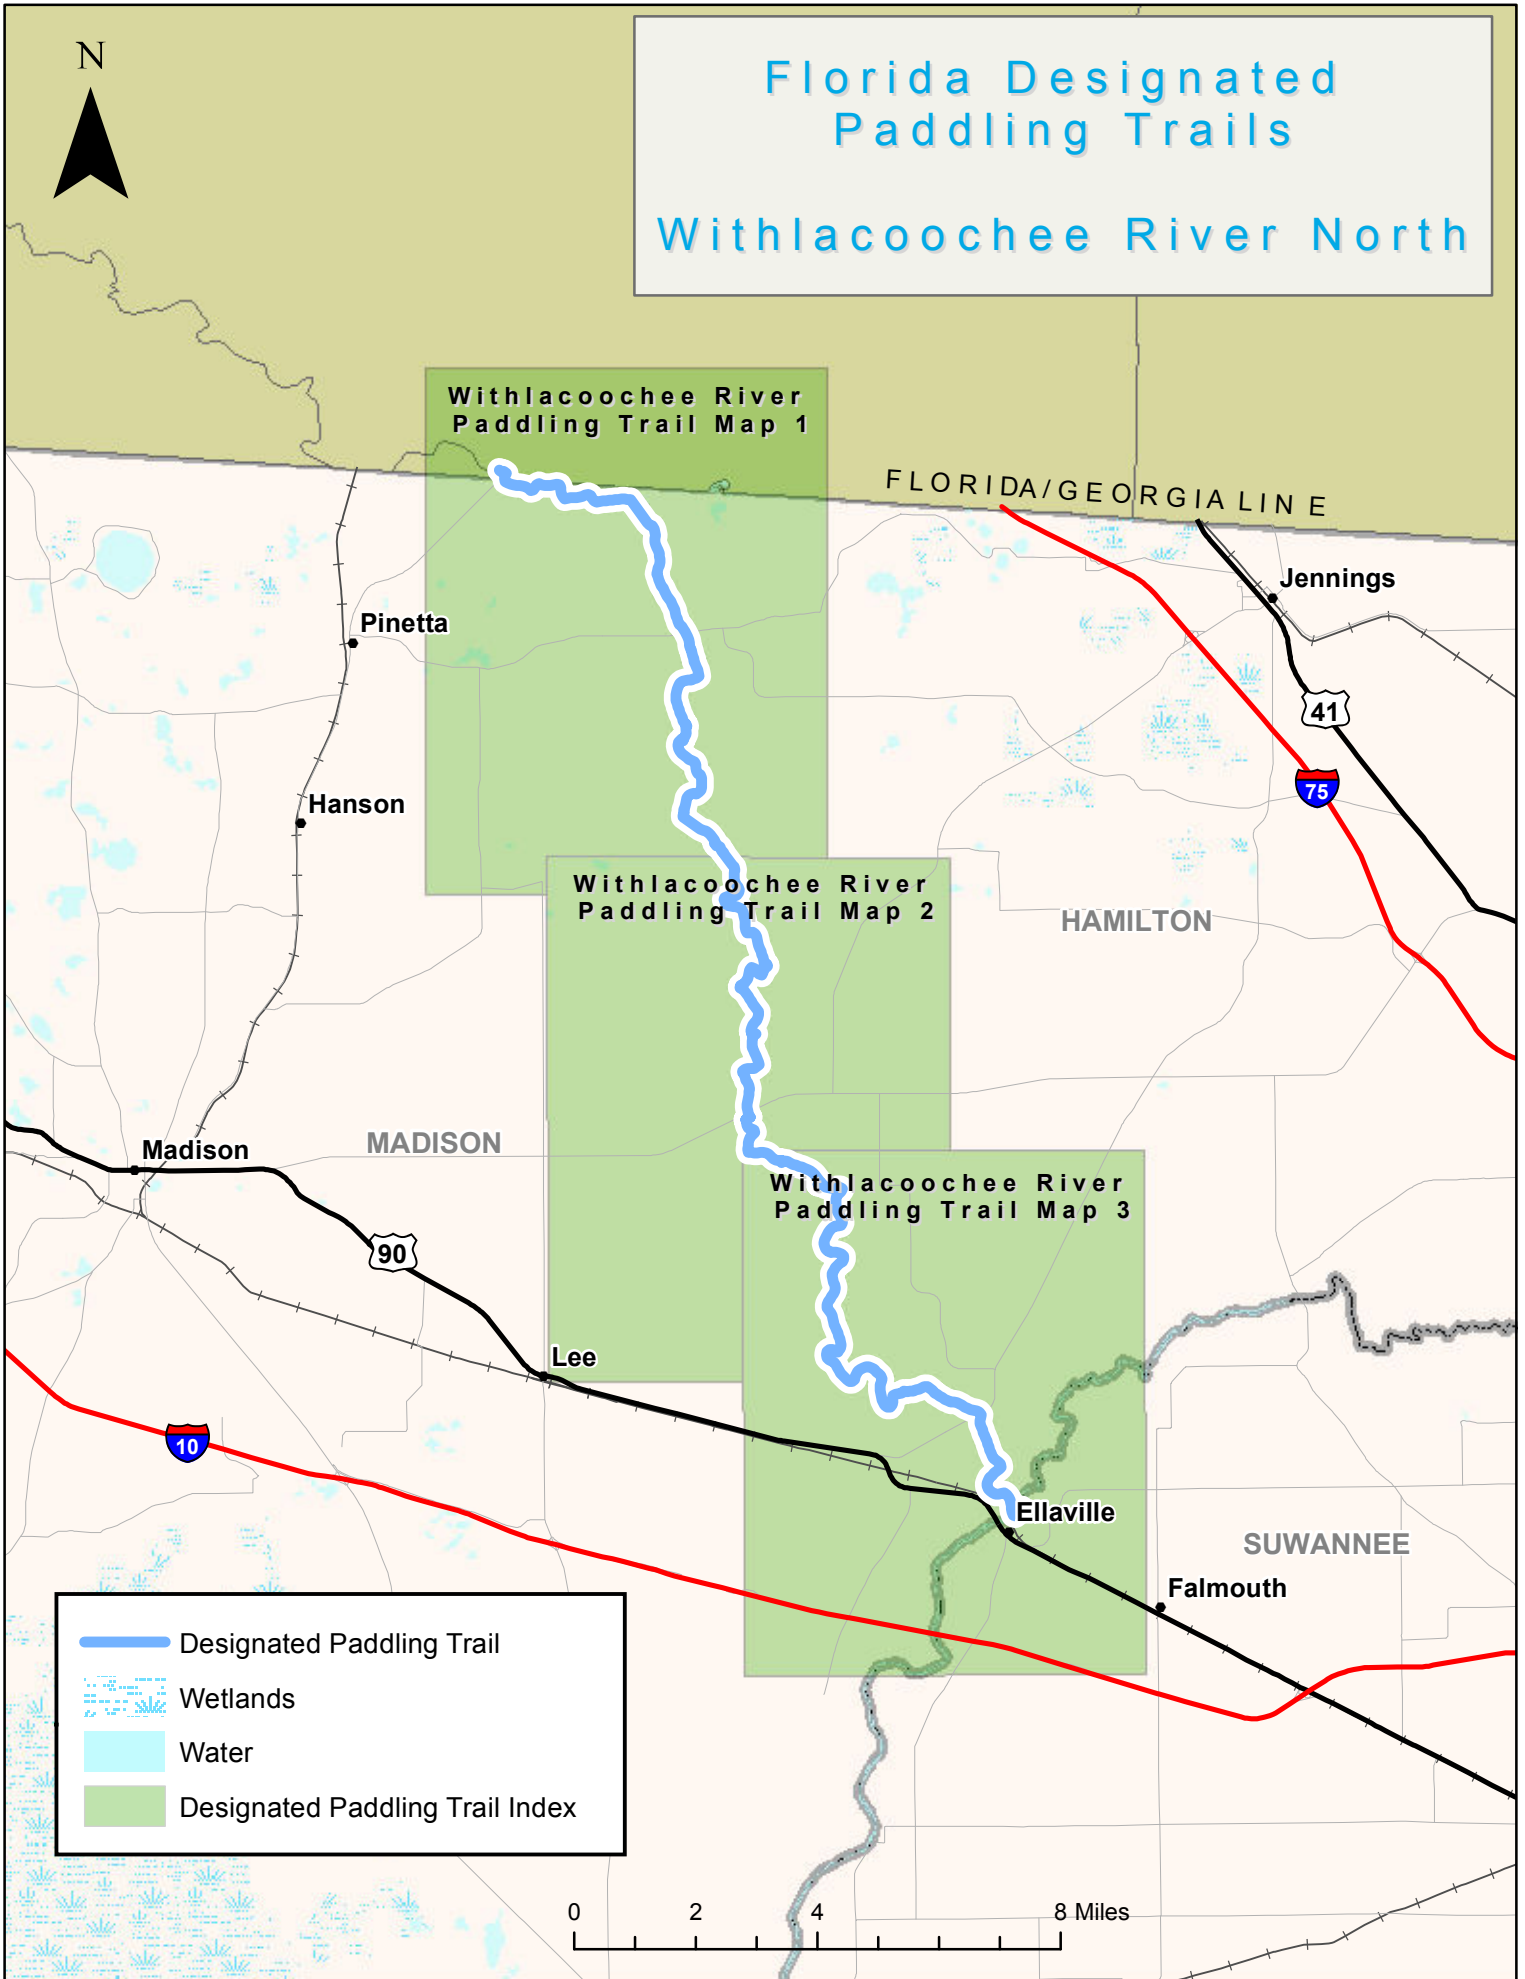 N
Florida Designated
Paddling Trails
Withlacoochee River North
Withlacoochee River
Paddling Trail Map 1
FLORIDA/GEORGIA LINE
Jennings
Pinetta
41
75
Hanson
Withlacoochee River
Paddling Trail Map 2
HAMILTON
Madison
MADISON
Withlacoochee River
Paddling Trail Map 3
90
Lee
10
Ellaville
SUWANNEE
Falmouth
Designated Paddling Trail
Wetlands
Water
Designated Paddling Trail Index
0 2 4 8 Miles